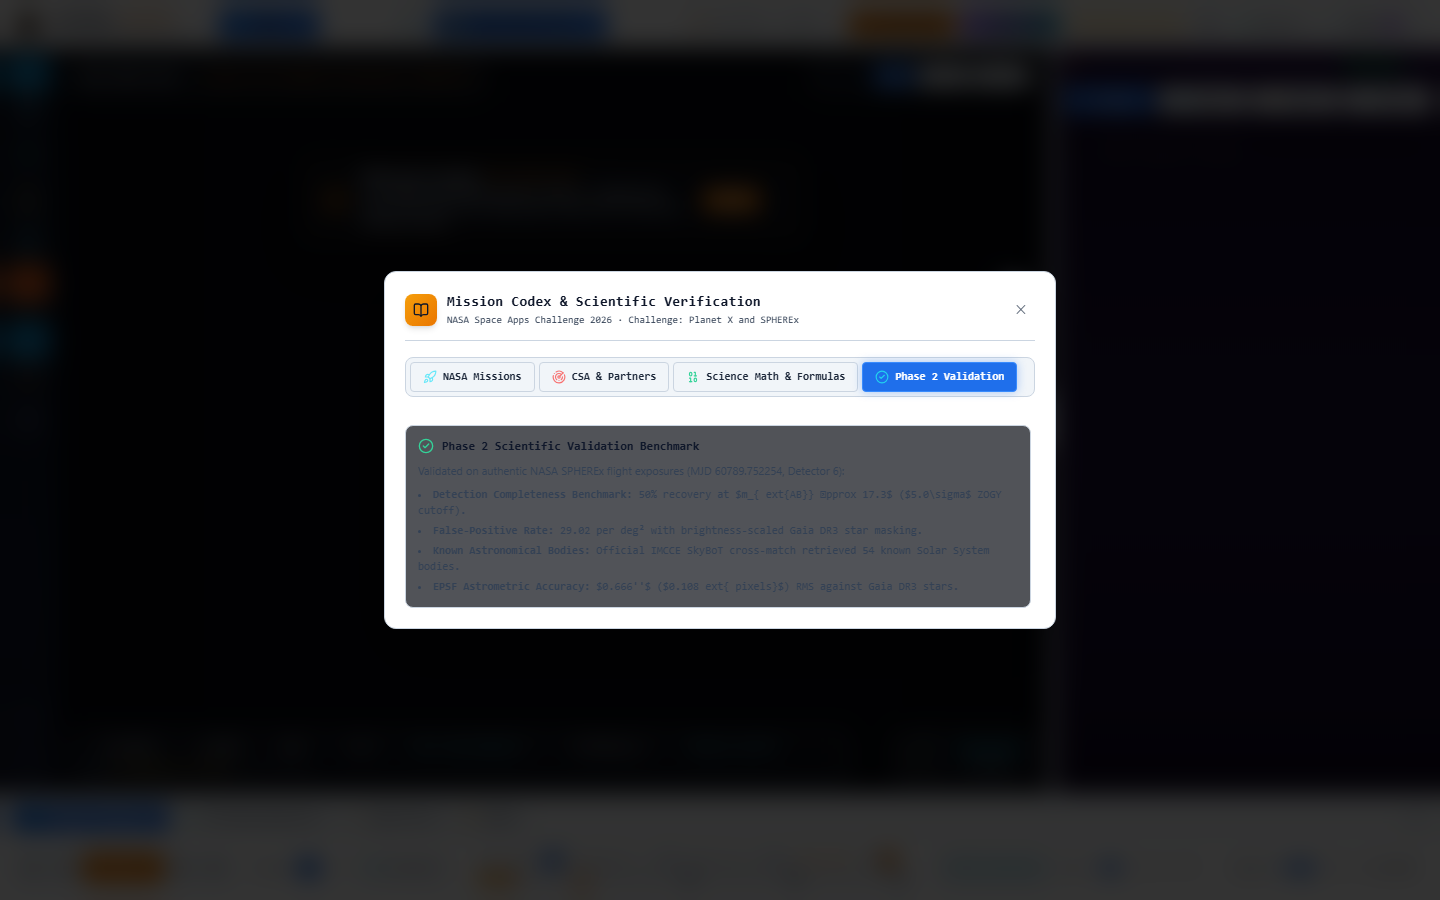 Mission Codex & Scientific Verification
NASA Space Apps Challenge 2026 · Challenge: Planet X and SPHEREx
NASA Missions
CSA & Partners
Science Math & Formulas
Phase 2 Validation
Phase 2 Scientific Validation Benchmark
Validated on authentic NASA SPHEREx flight exposures (MJD 60789.752254, Detector 6):
• Detection Completeness Benchmark: 50% recovery at $m_{ ext{AB}} pprox 17.3$ ($5.0\sigma$ ZOGY
cutoff).
• False-Positive Rate: 29.02 per deg² with brightness-scaled Gaia DR3 star masking.
• Known Astronomical Bodies: Official IMCCE SkyBoT cross-match retrieved 54 known Solar System
bodies.
• EPSF Astrometric Accuracy: $0.666''$ ($0.108 ext{ pixels}$) RMS against Gaia DR3 stars.